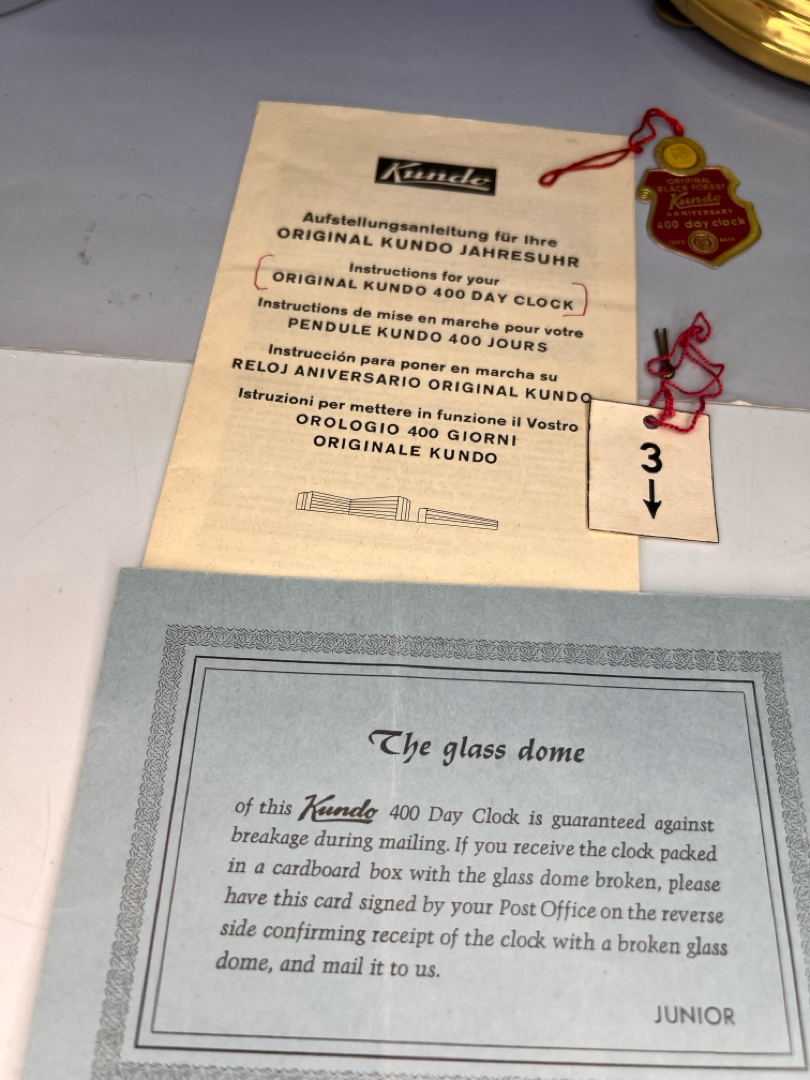 Kundo
Aufstellungsanleitung für Ihre
ORIGINAL KUNDO JAHRESUHR
Instructions for your
ORIGINAL KUNDO 400 DAY CLOCK
Instructions de mise en marche pour votre
PENDULE KUNDO 400 JOURS
Instrucción para poner en marcha su
RELOJ ANIVERSARIO ORIGINAL KUNDO
Istruzioni per mettere in funzione il Vostro
OROLOGIO 400 GIORNI
ORIGINALE KUNDO
ORIGINAL
BLACK FOREST
Kundo
ANNIVERSARY
400 day clock
TRADE MARK
3
The glass dome
of this Kundo 400 Day Clock is guaranteed against
breakage during mailing. If you receive the clock packed
in a cardboard box with the glass dome broken, please
have this card signed by your Post Office on the reverse
side confirming receipt of the clock with a broken glass
dome, and mail it to us.
JUNIOR